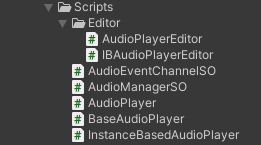 Scripts
Editor
AudioPlayerEditor
IBAudioPlayerEditor
AudioEventChannelSO
AudioManagerSO
AudioPlayer
BaseAudioPlayer
InstanceBasedAudioPlayer